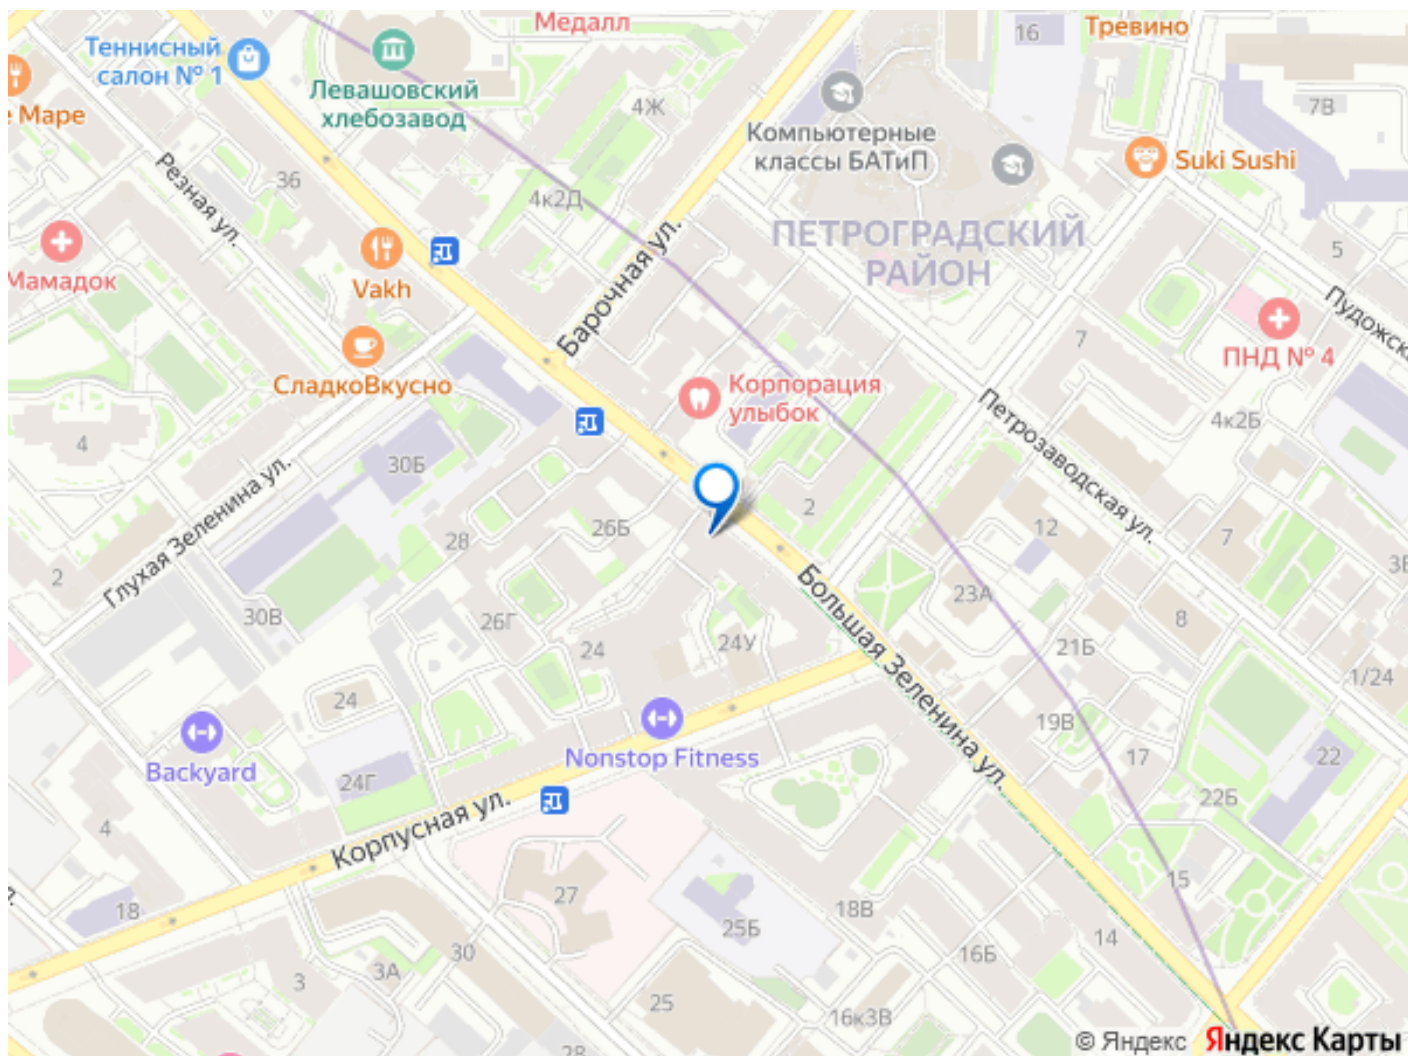 Медалл
16
Тревино
Теннисный
салон № 1
Левашовский
хлебозавод
е Маре
4Ж
7В
Компьютерные
классы БАТиП
Suki Sushi
Резная ул.
36
4к2Д
ПЕТРОГРАДСКИЙ
РАЙОН
5
Мамадок
Vakh
Барочная ул.
Пудожска
7
ПНД № 4
СладкоВкусно
Корпорация
улыбок
Петрозаводская ул.
4к2Б
4
30Б
Глухая Зеленина ул.
28
26Б
2
12
7
2
30В
26Г
24
24У
Большая Зеленина ул.
23А
8
21Б
1/24
24
19В
17
22
Backyard
Nonstop Fitness
24Г
22Б
4
Корпусная ул.
18
27
25Б
18В
15
14
16Б
30
3А
3
25
16к3В
28
© Яндекс Яндекс Карты